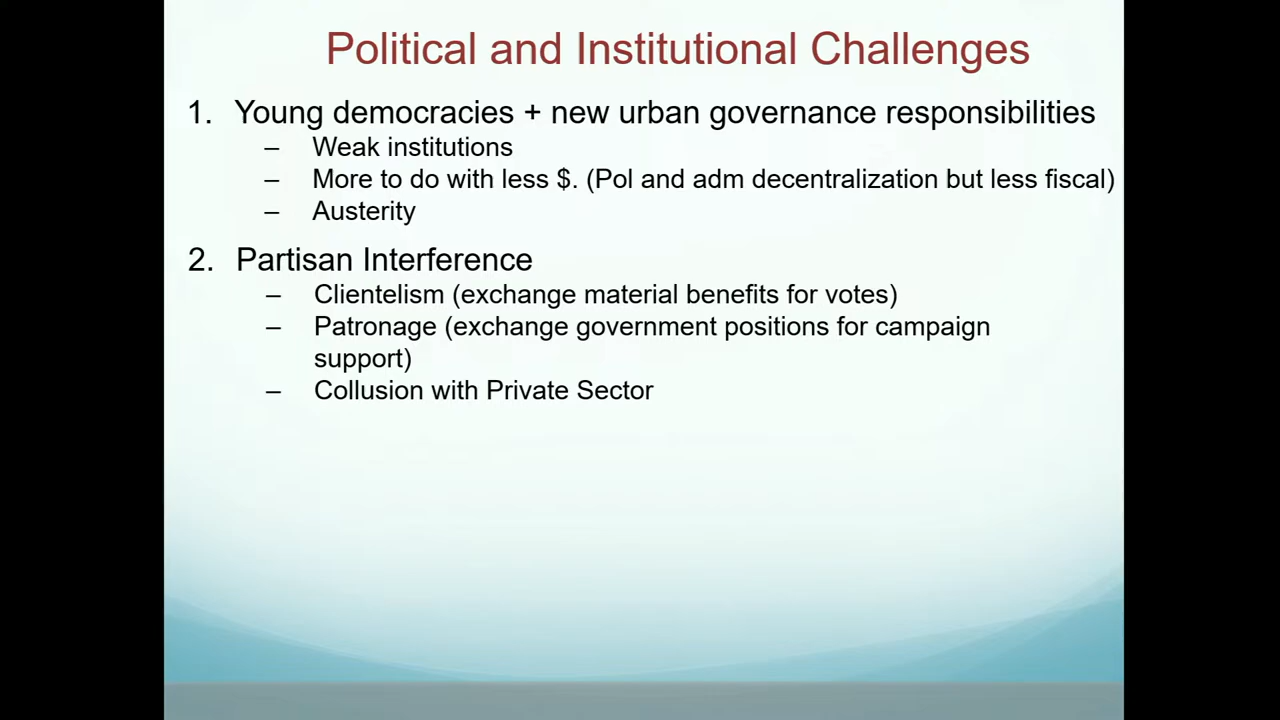 Political and Institutional Challenges
1. Young democracies + new urban governance responsibilities
– Weak institutions
– More to do with less $. (Pol and adm decentralization but less fiscal)
– Austerity
2. Partisan Interference
– Clientelism (exchange material benefits for votes)
– Patronage (exchange government positions for campaign
support)
– Collusion with Private Sector